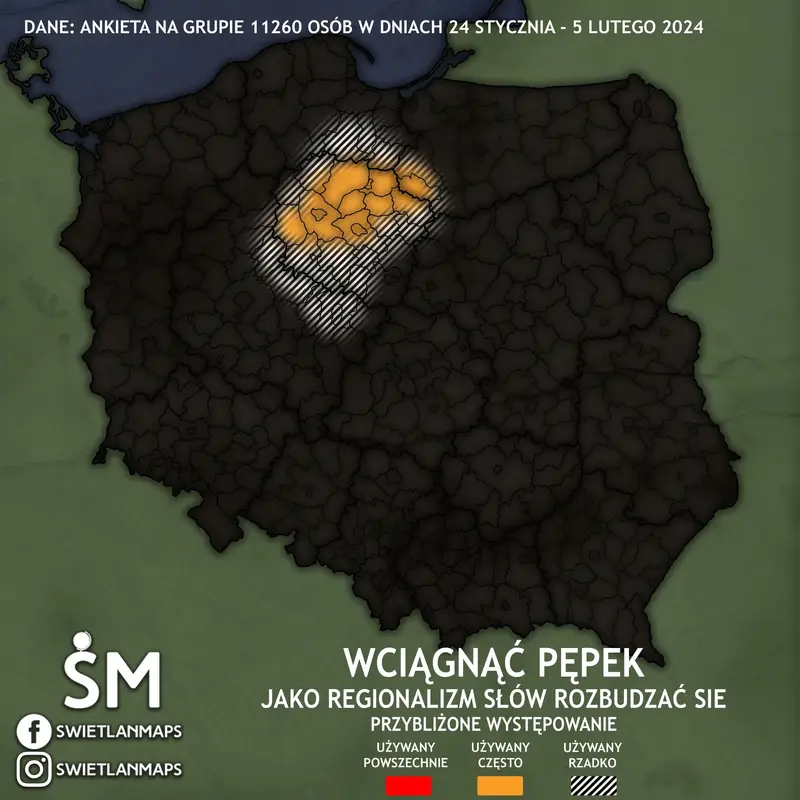 DANE: ANKIETA NA GRUPIE 11260 OSÓB W DNIACH 24 STYCZNIA - 5 LUTEGO 2024
WCIĄGNĄĆ PĘPEK
JAKO REGIONALIZM SŁÓW ROZBUDZAĆ SIE
PRZYBLIŻONE WYSTĘPOWANIE
UŻYWANY
POWSZECHNIE
UŻYWANY
CZĘSTO
UŻYWANY
RZADKO
ŚM
SWIETLANMAPS
SWIETLANMAPS